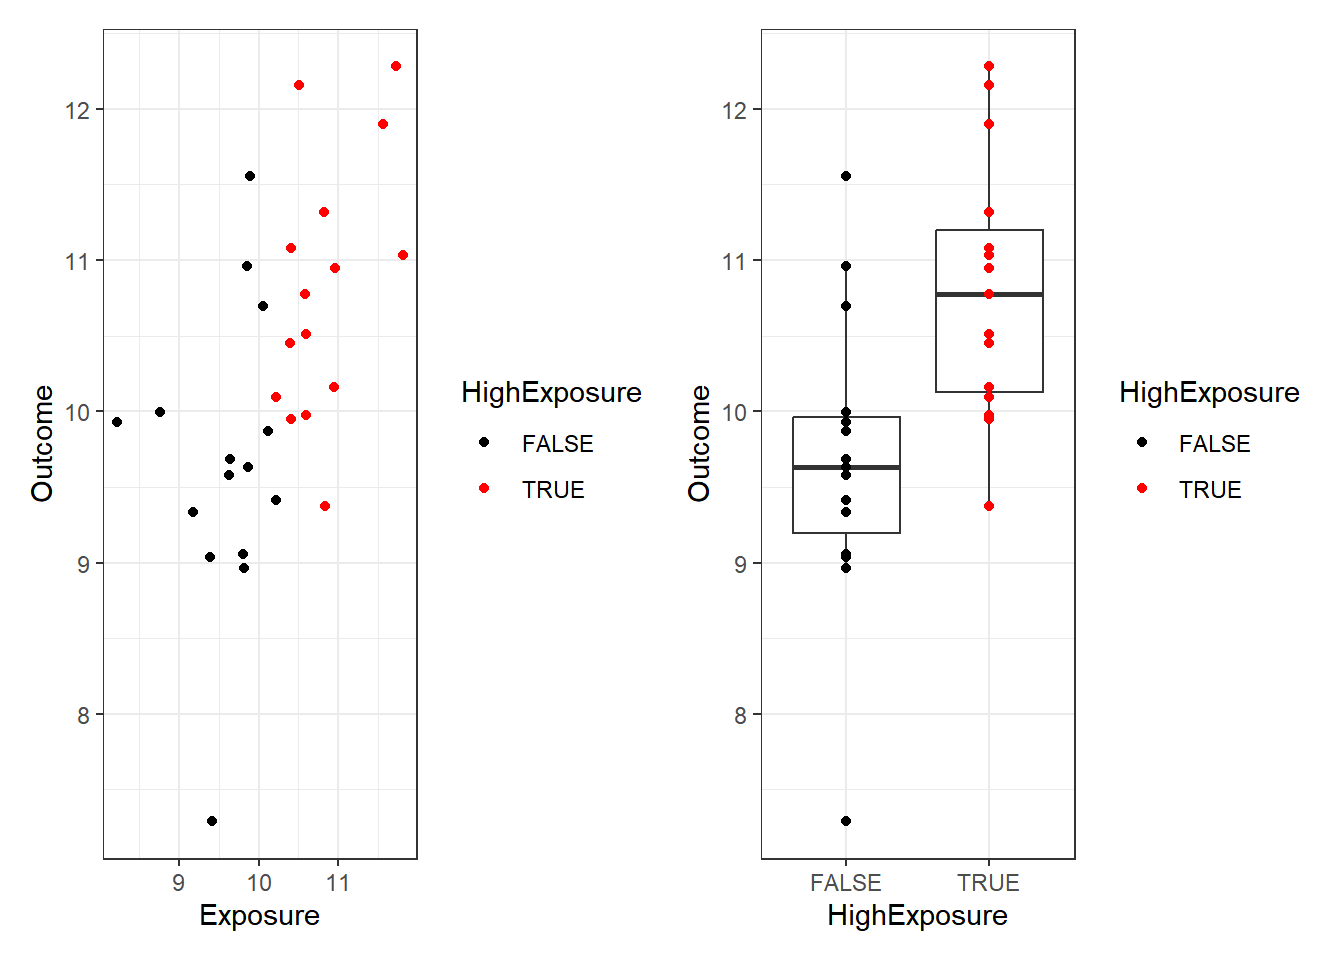 12
11
10
9
8
Outcome
9 10 11
Exposure
HighExposure
FALSE
TRUE
12
11
10
9
8
Outcome
FALSE TRUE
HighExposure
HighExposure
FALSE
TRUE